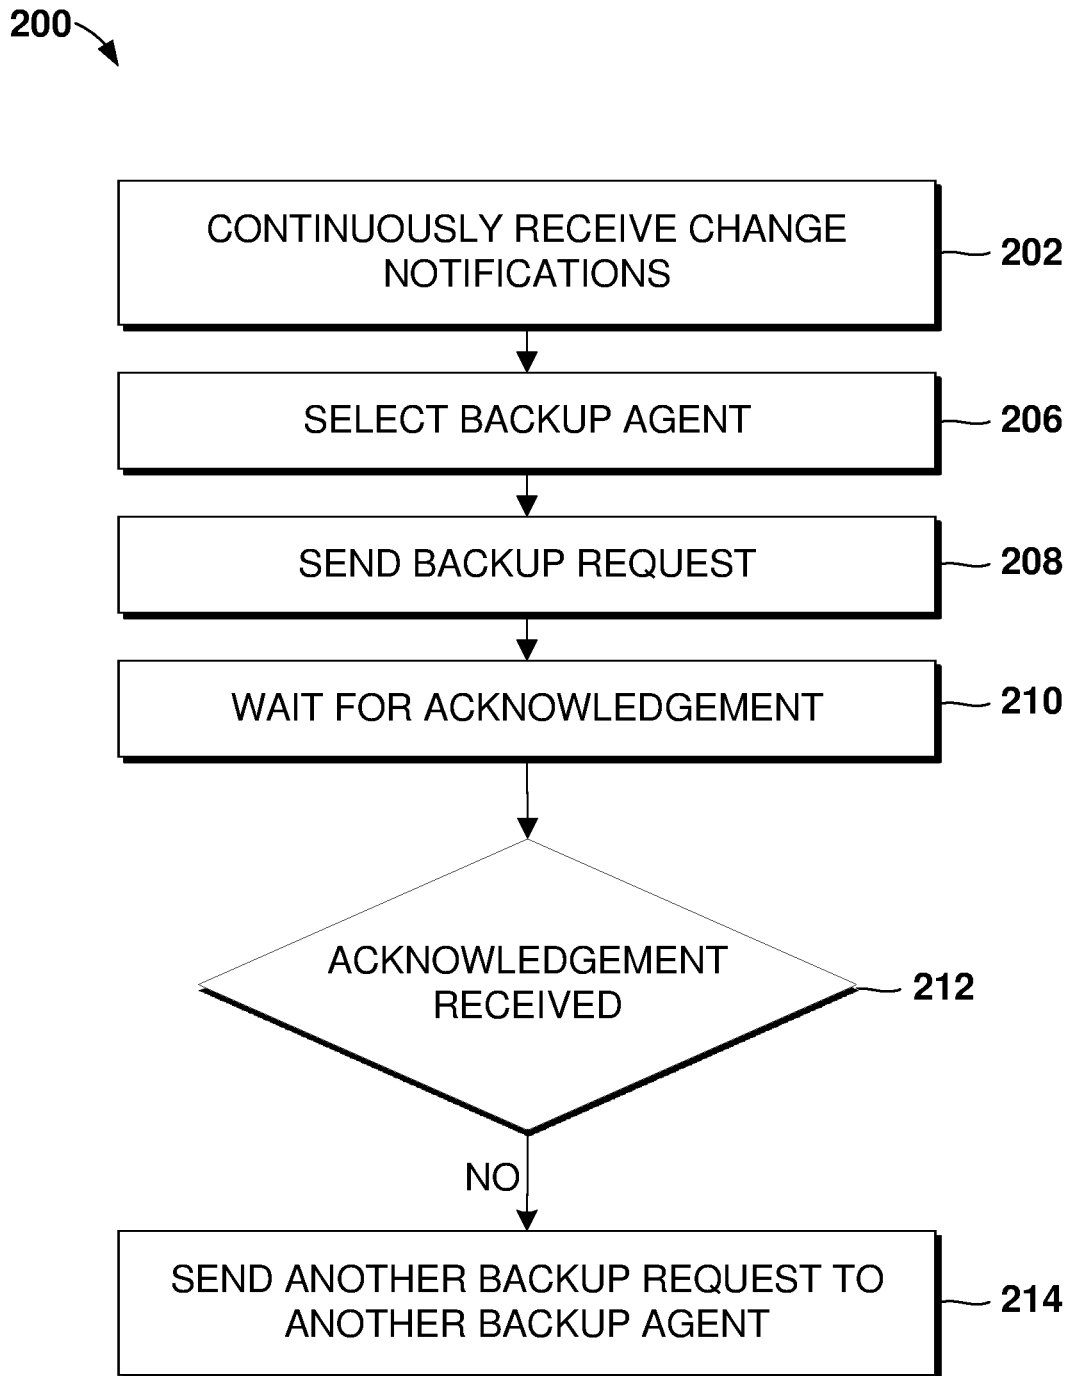 200
CONTINUOUSLY RECEIVE CHANGE
NOTIFICATIONS
202
SELECT BACKUP AGENT
206
SEND BACKUP REQUEST
208
WAIT FOR ACKNOWLEDGEMENT
210
ACKNOWLEDGEMENT
RECEIVED
212
NO
SEND ANOTHER BACKUP REQUEST TO
ANOTHER BACKUP AGENT
214